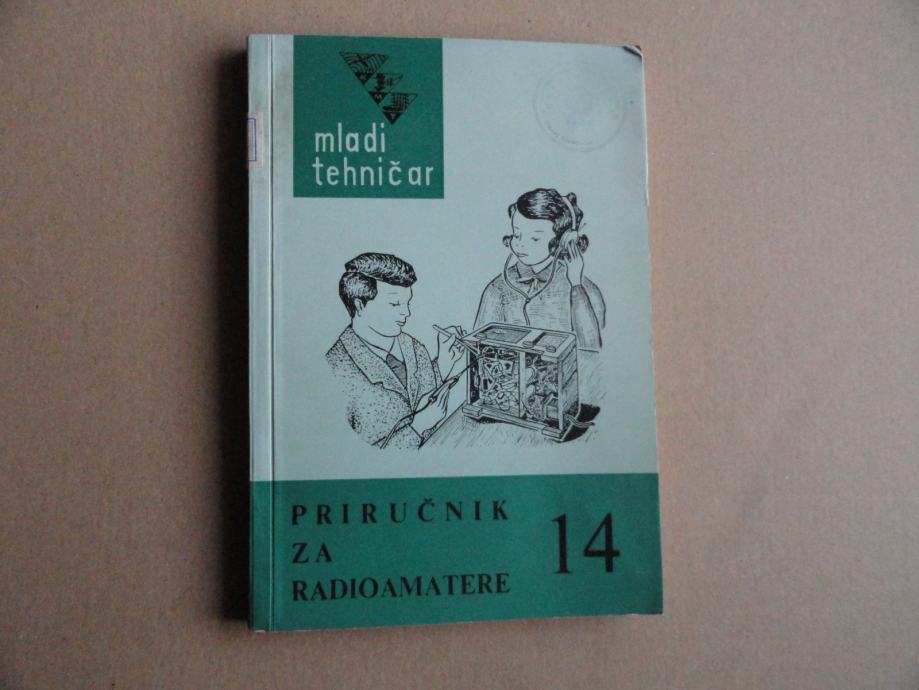 mladi
tehničar
PRIRUČNIK
ZA
RADIOAMATERE
14